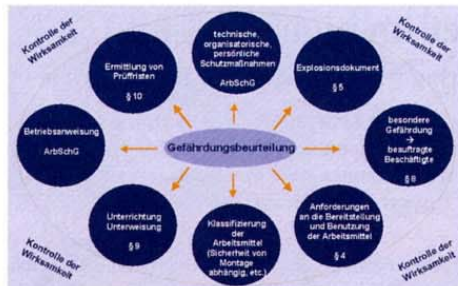 Kontrolle der
Wirksamkeit
technische,
organisatorische,
persönliche
Schutzmaßnahmen
ArbSchG
Kontrolle der
Wirksamkeit
Ermittlung von
Prüffristen
§ 10
Explosionsdokument
§ 5
Betriebsanweisung
ArbSchG
Gefährdungsbeurteilung
besondere
Gefährdung
→
beauftragte
Beschäftigte
§ 8
Unterrichtung
Unterweisung
§ 9
Klassifizierung
der
Arbeitsmittel
(Sicherheit von
Montage
abhängig, etc.)
Anforderungen
an die Bereitstellung
und Benutzung
der Arbeitsmittel
§ 4
Kontrolle der
Wirksamkeit
Kontrolle der
Wirksamkeit